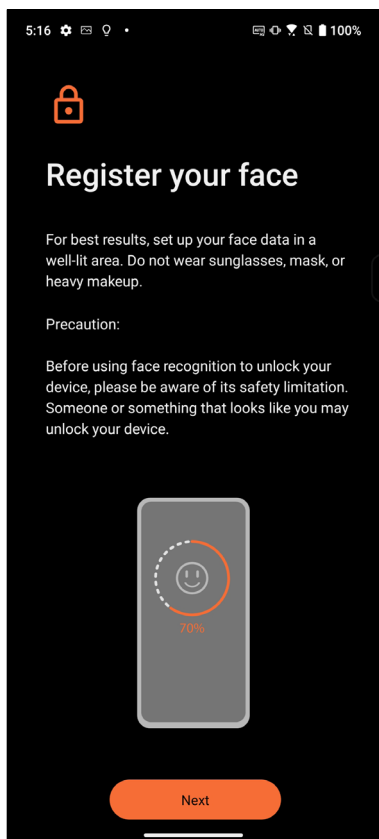 5:16 100%
Register your face
For best results, set up your face data in a
well-lit area. Do not wear sunglasses, mask, or
heavy makeup.
Precaution:
Before using face recognition to unlock your
device, please be aware of its safety limitation.
Someone or something that looks like you may
unlock your device.
70%
Next